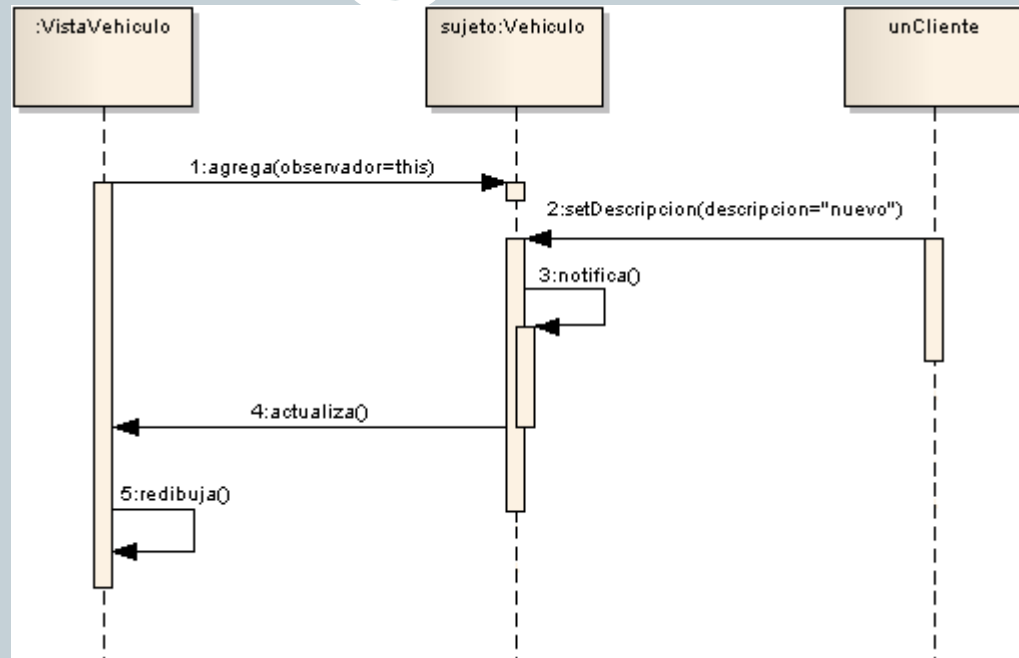 :VistaVehiculo
sujeto:Vehiculo
unCliente
1:agrega(observador=this)
2:setDescripcion(descripcion="nuevo")
3:notifica()
4:actualiza()
5:redibuja()